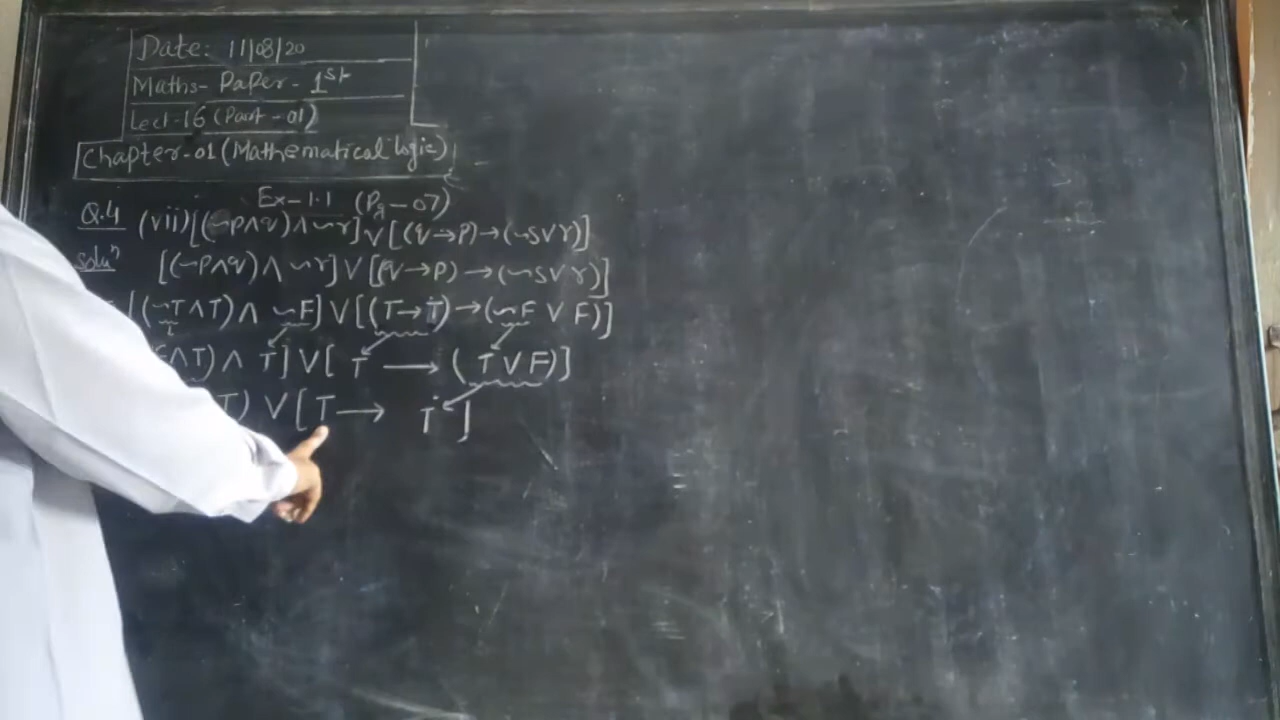 Date: 11/08/20
Maths- Paper- 1st
Lect-16 (Part-01)
Chapter-01 (Mathematical logic)
Ex-1.1 (Pg-07)
Q.4 (vii) [(~p∧q)∧~r] ∨ [(q→p)→(~s∨r)]
Soluⁿ [(~p∧q)∧~r] ∨ [(q→p)→(~s∨r)]
[(~T∧T)∧ ~F] ∨ [(T→T)→(~F ∨ F)]
∧T)∧ T] ∨ [ T → (T∨F)]
T) ∨ [T → T]